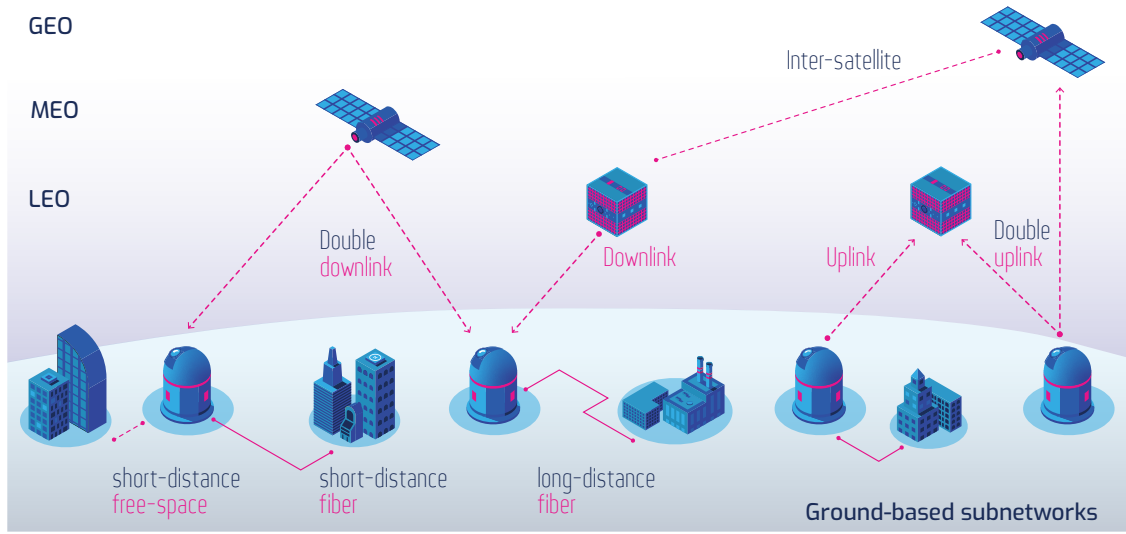 GEO
Inter-satellite
MEO
LEO
Double
downlink
Downlink
Uplink
Double
uplink
short-distance
free-space
short-distance
fiber
long-distance
fiber
Ground-based subnetworks